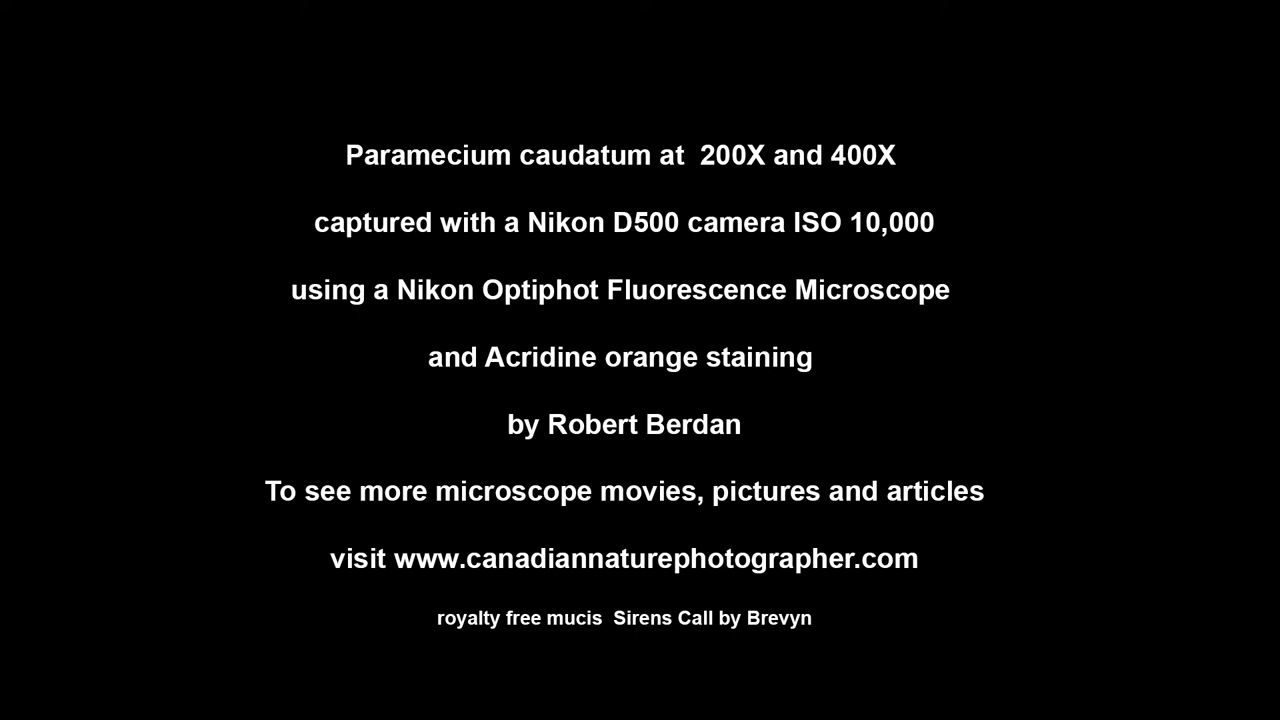 Paramecium caudatum at  200X and 400X
captured with a Nikon D500 camera ISO 10,000
using a Nikon Optiphot Fluorescence Microscope
and Acridine orange staining
by Robert Berdan
To see more microscope movies, pictures and articles
visit www.canadiannaturephotographer.com
royalty free mucis  Sirens Call by Brevyn